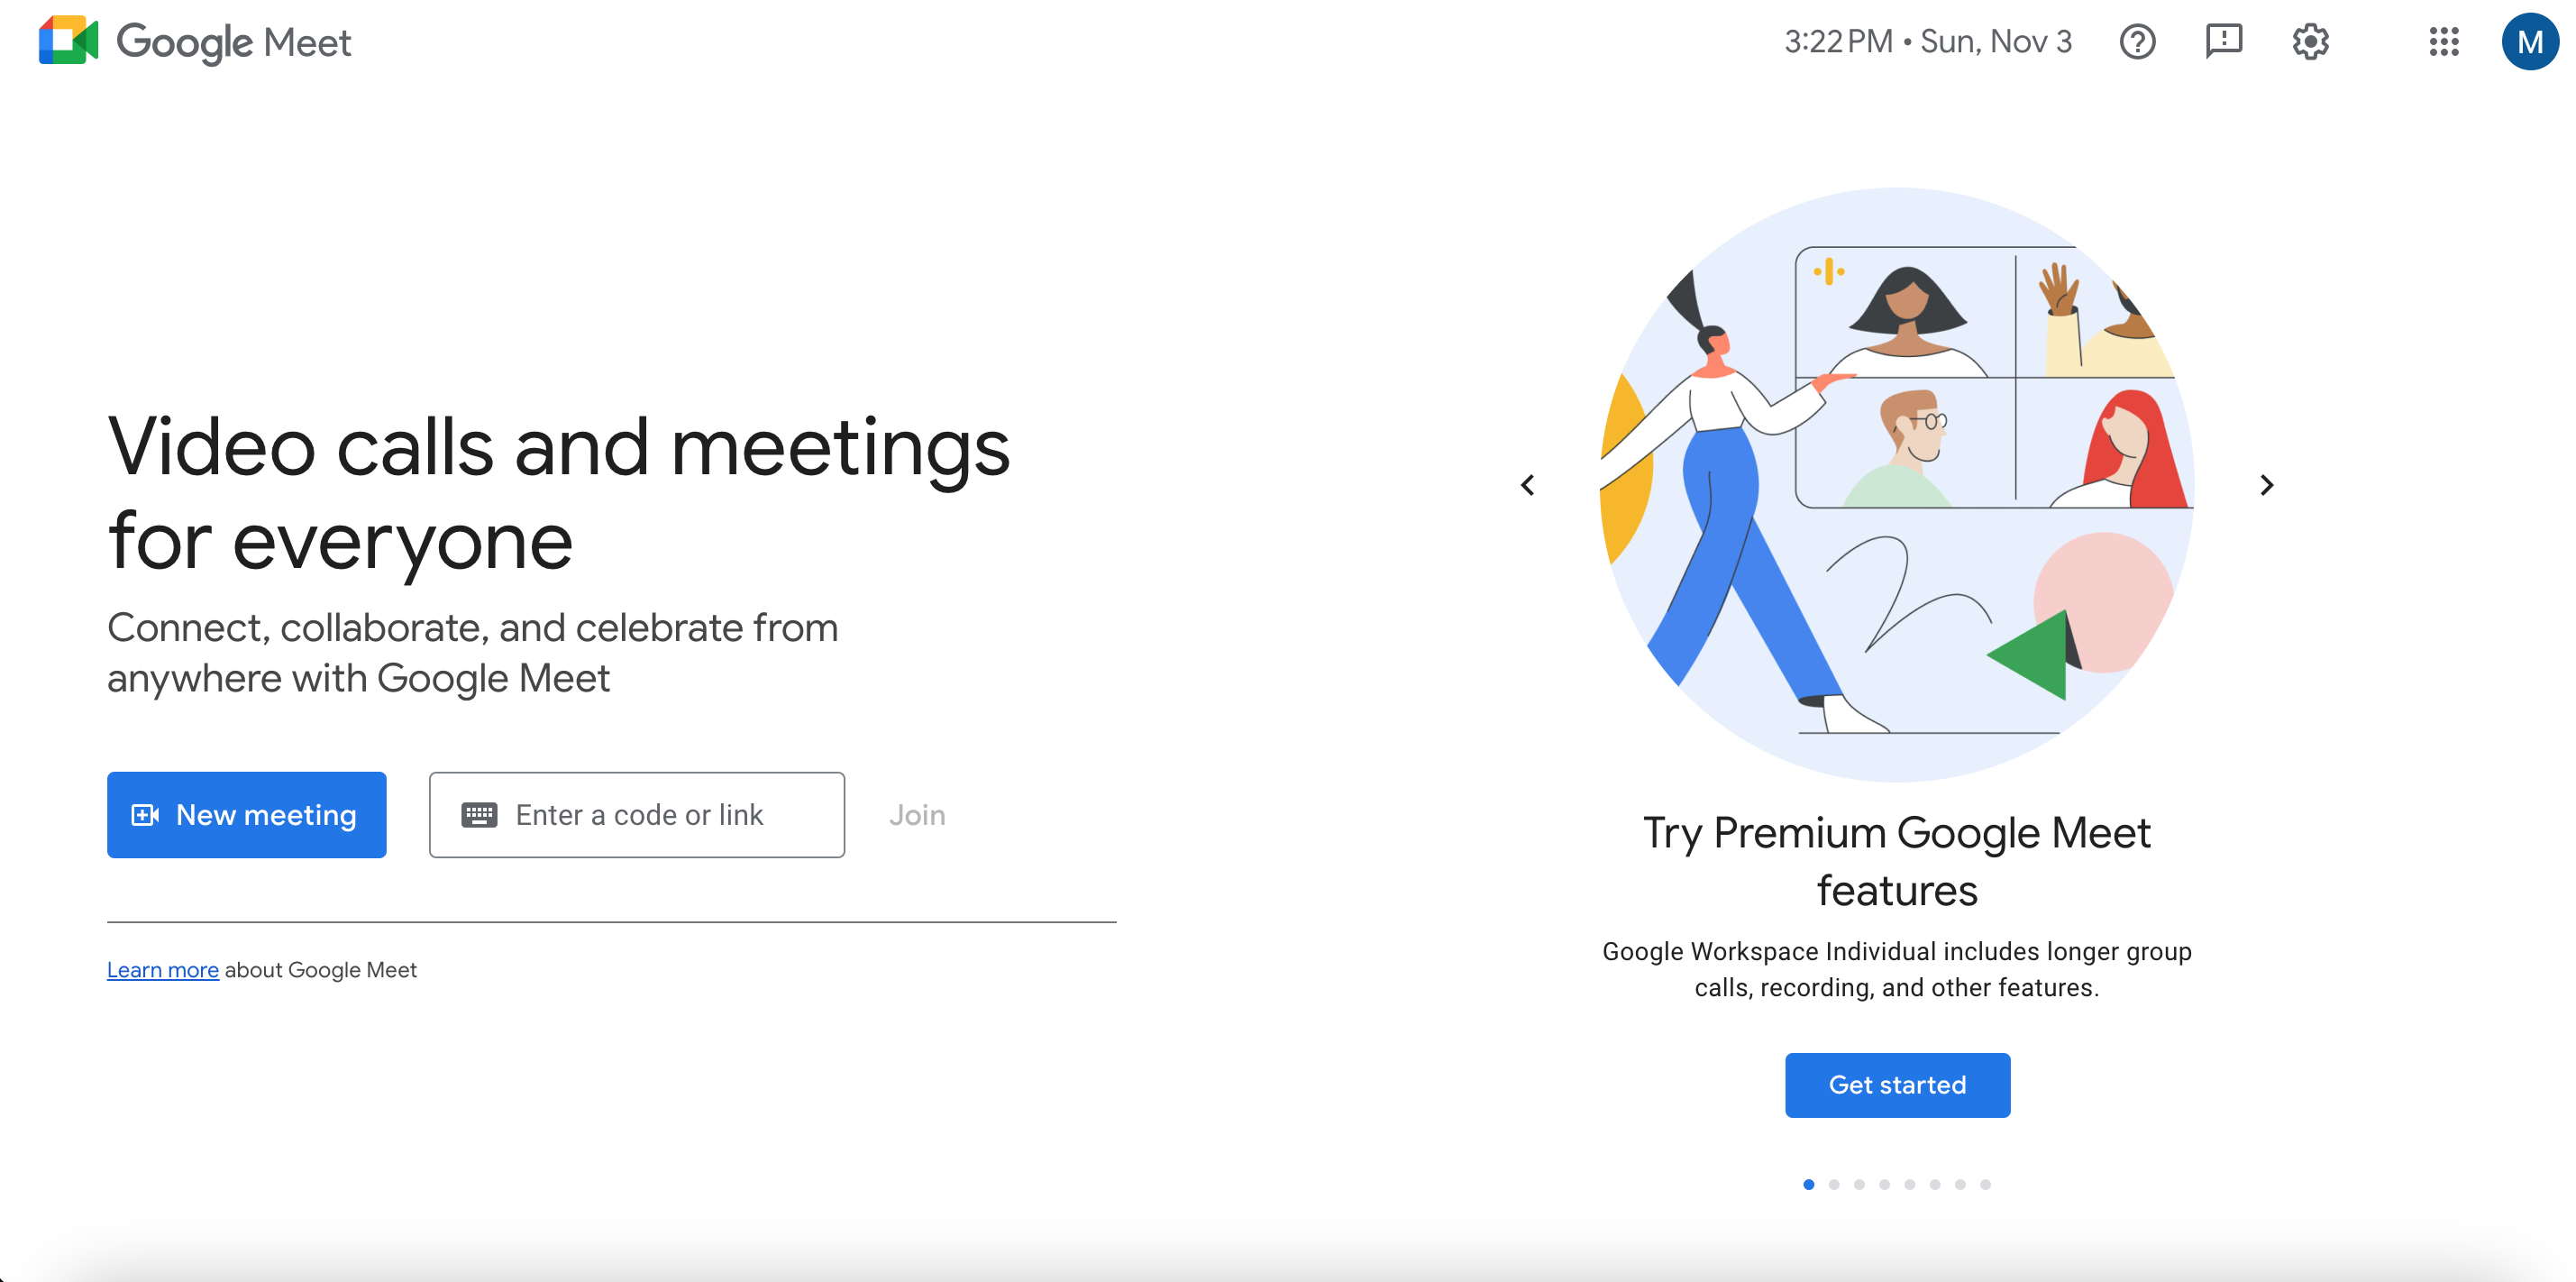 Google Meet
3:22 PM • Sun, Nov 3
M
Video calls and meetings
for everyone
Connect, collaborate, and celebrate from
anywhere with Google Meet
New meeting
Enter a code or link
Join
Learn more about Google Meet
Try Premium Google Meet
features
Google Workspace Individual includes longer group
calls, recording, and other features.
Get started